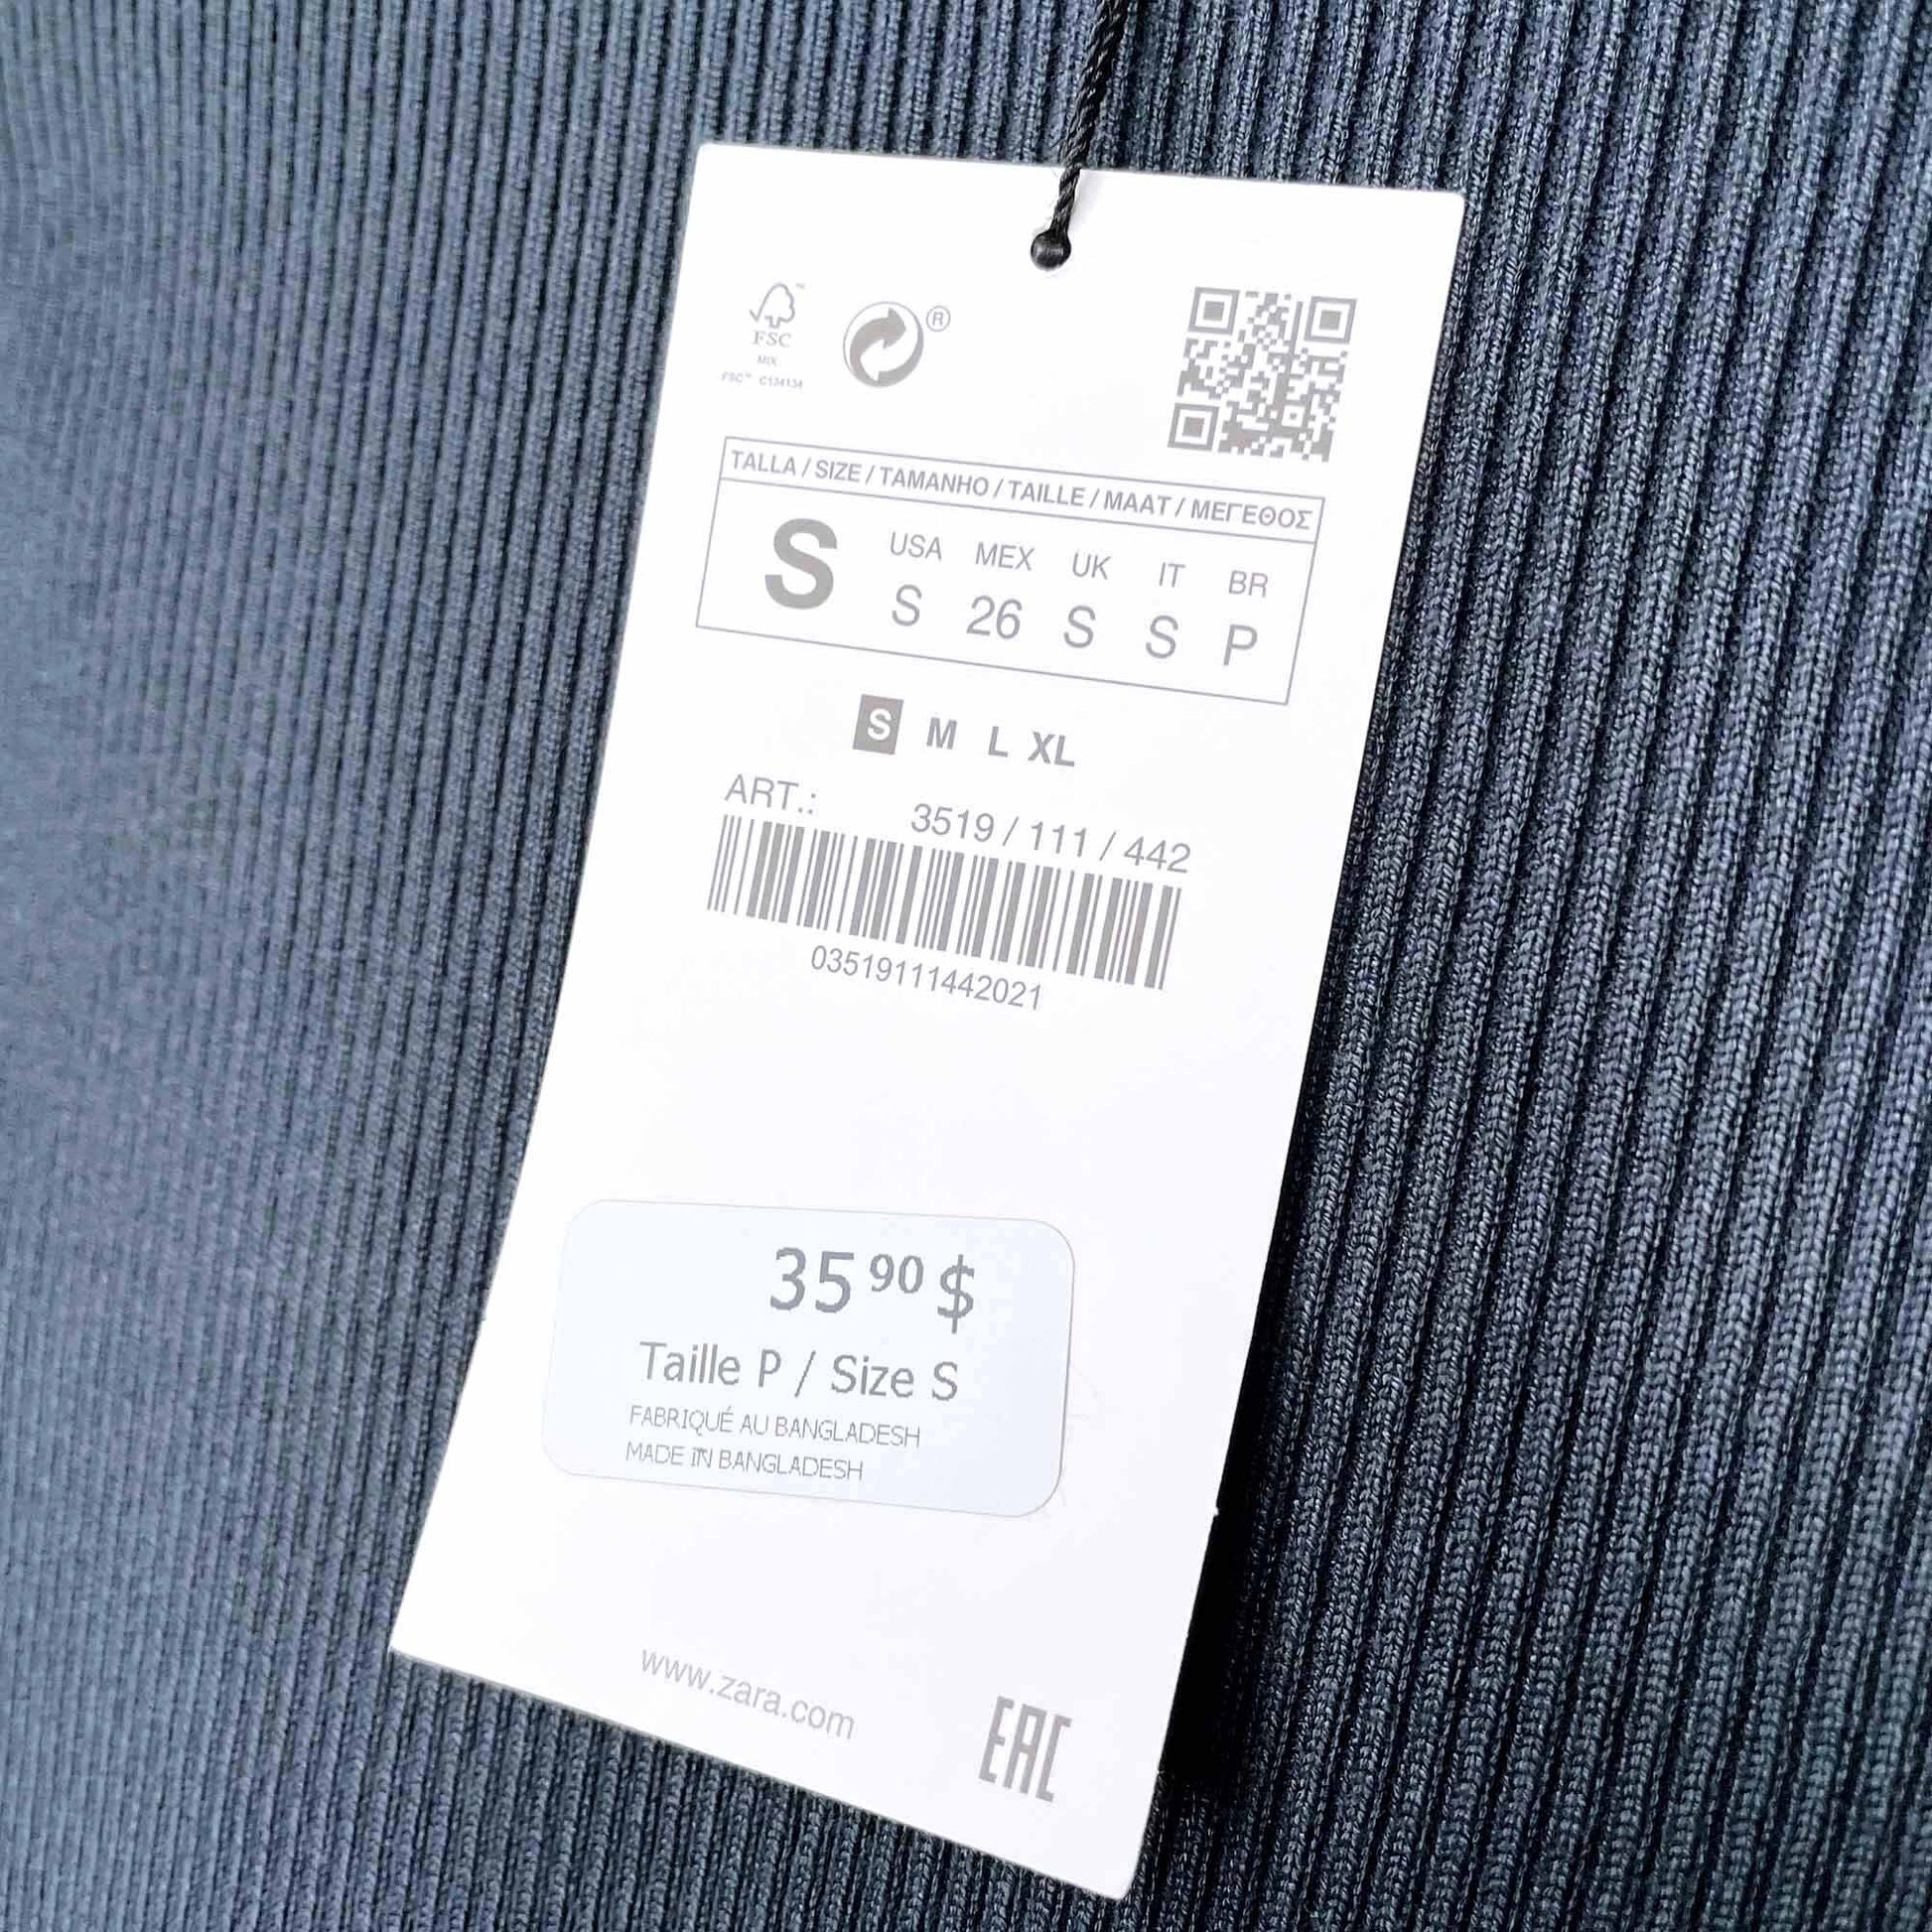 FSC
MIX
FSC™ C134134
®
TALLA / SIZE / TAMANHO / TAILLE / MAAT / ΜΕΓΕΘΟΣ
S
USA MEX UK IT BR
S 26 S S P
S M L XL
ART.: 3519 / 111 / 442
03519111442021
35 90 $
Taille P / Size S
FABRIQUÉ AU BANGLADESH
MADE IN BANGLADESH
www.zara.com
EAC